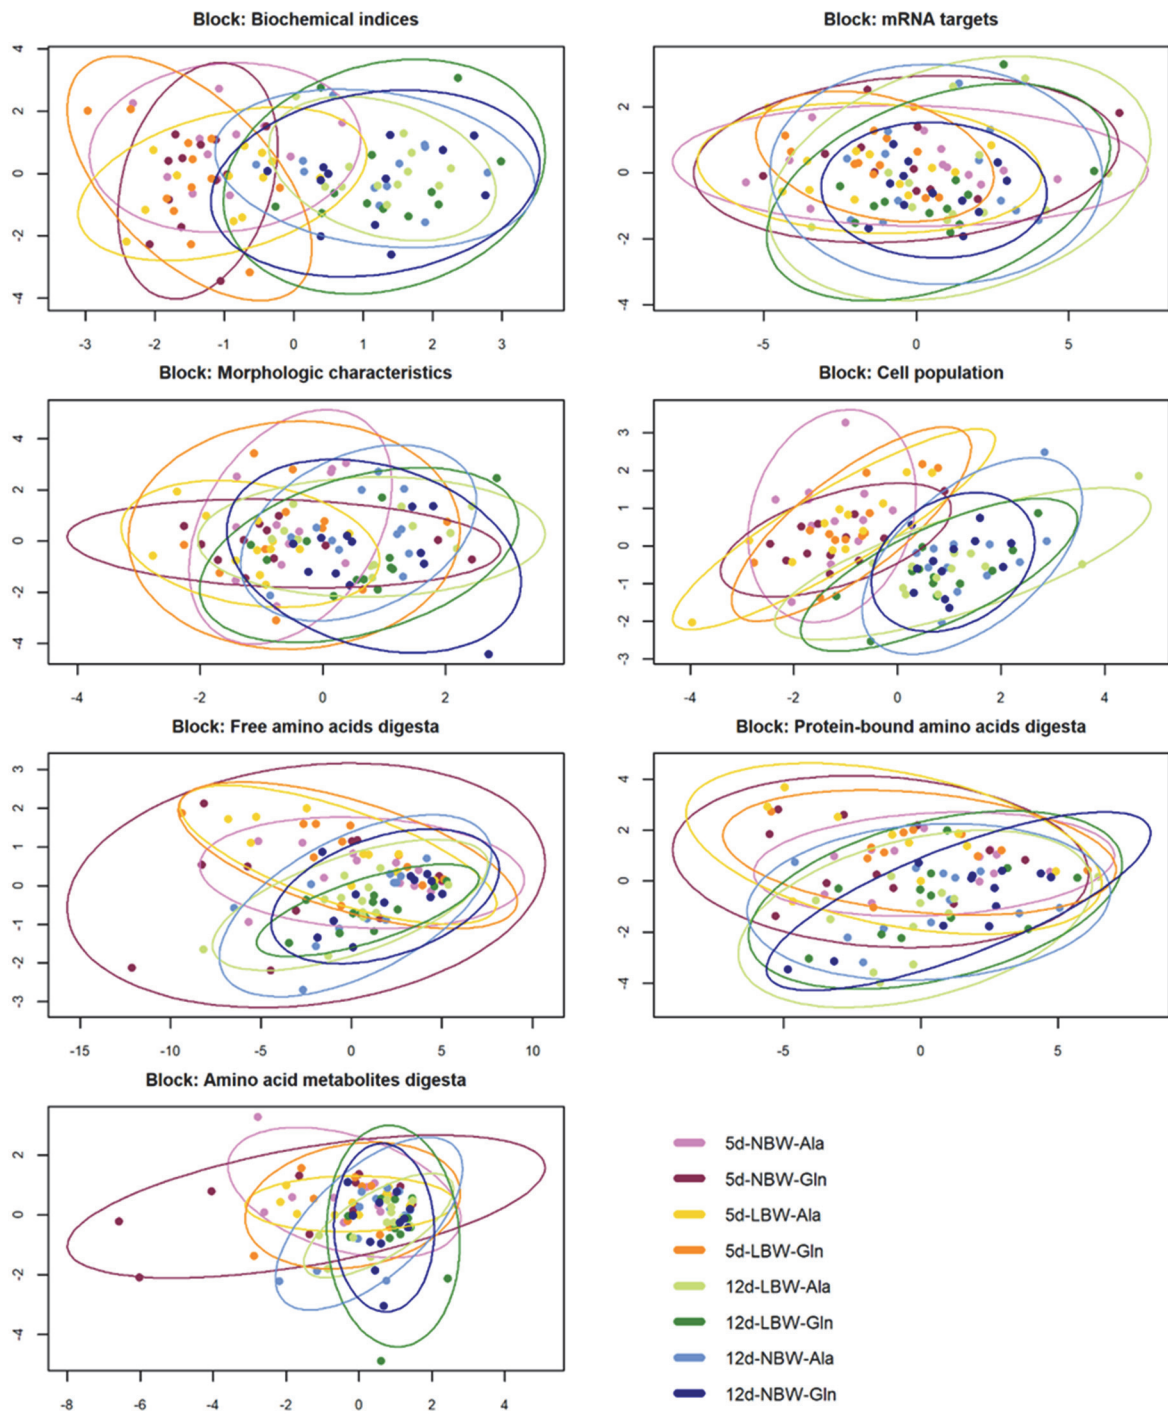 Block: Biochemical indices
4
2
0
-2
-4
-3 -2 -1 0 1 2 3
Block: mRNA targets
2
0
-2
-4
-5 0 5
Block: Morphologic characteristics
4
2
0
-2
-4
-4 -2 0 2
Block: Cell population
3
2
1
0
-1
-2
-3
-4 -2 0 2 4
Block: Free amino acids digesta
3
2
1
0
-1
-2
-3
-15 -10 -5 0 5 10
Block: Protein-bound amino acids digesta
4
2
0
-2
-4
-5 0 5
Block: Amino acid metabolites digesta
2
0
-2
-4
-8 -6 -4 -2 0 2 4
5d-NBW-Ala
5d-NBW-Gln
5d-LBW-Ala
5d-LBW-Gln
12d-LBW-Ala
12d-LBW-Gln
12d-NBW-Ala
12d-NBW-Gln